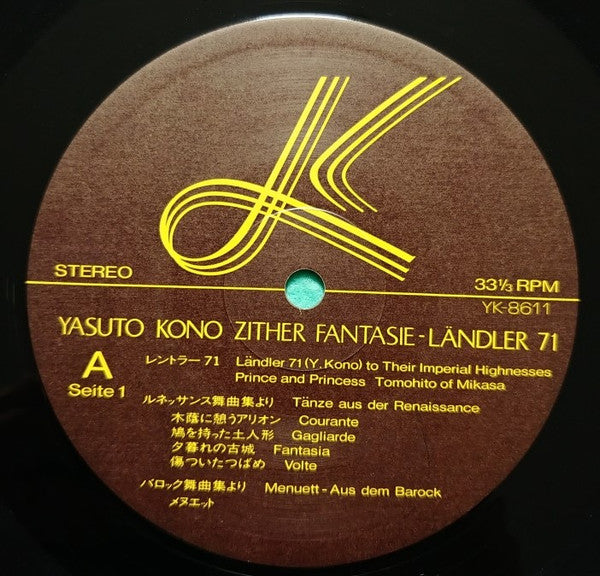 STEREO
33⅓ RPM
YK-8611
YASUTO KONO ZITHER FANTASIE-LÄNDLER 71
A
Seite 1
レントラー 71 Ländler 71 (Y. Kono) to Their Imperial Highnesses
Prince and Princess Tomohito of Mikasa
ルネッサンス舞曲集より Tänze aus der Renaissance
木蔭に憩うアリオン Courante
鳩を持った土人形 Gagliarde
夕暮れの古城 Fantasia
傷ついたつばめ Volte
バロック舞曲集より Menuett-Aus dem Barock
メヌエット